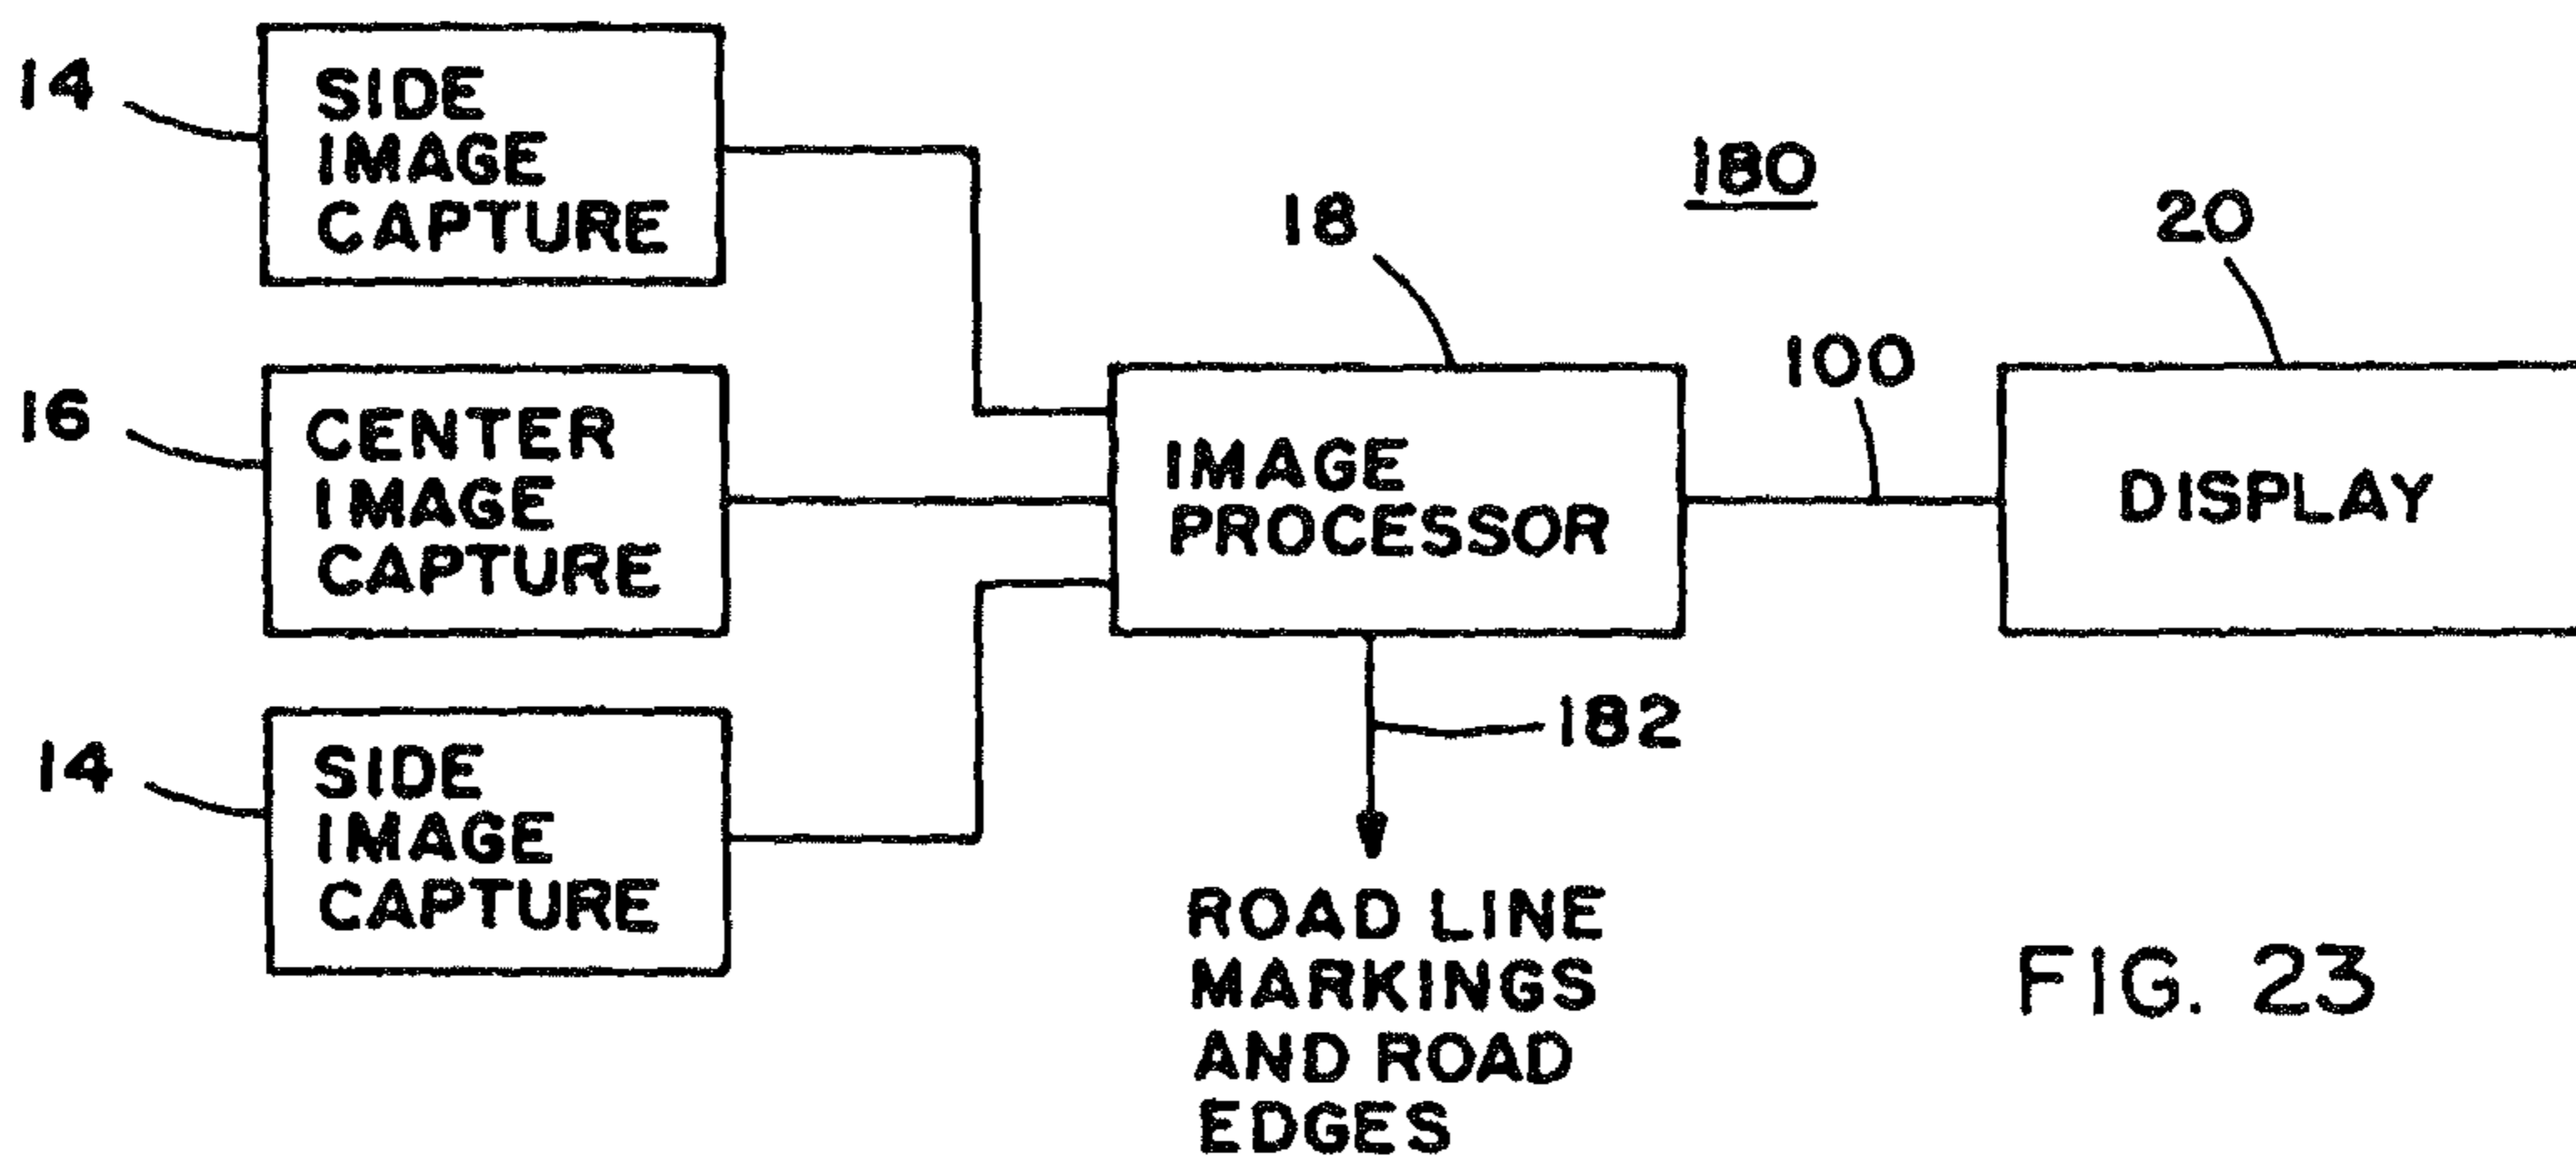 14
SIDE
IMAGE
CAPTURE
180
18
20
100
16
CENTER
IMAGE
CAPTURE
IMAGE
PROCESSOR
DISPLAY
14
SIDE
IMAGE
CAPTURE
182
ROAD LINE
MARKINGS
AND ROAD
EDGES
FIG. 23